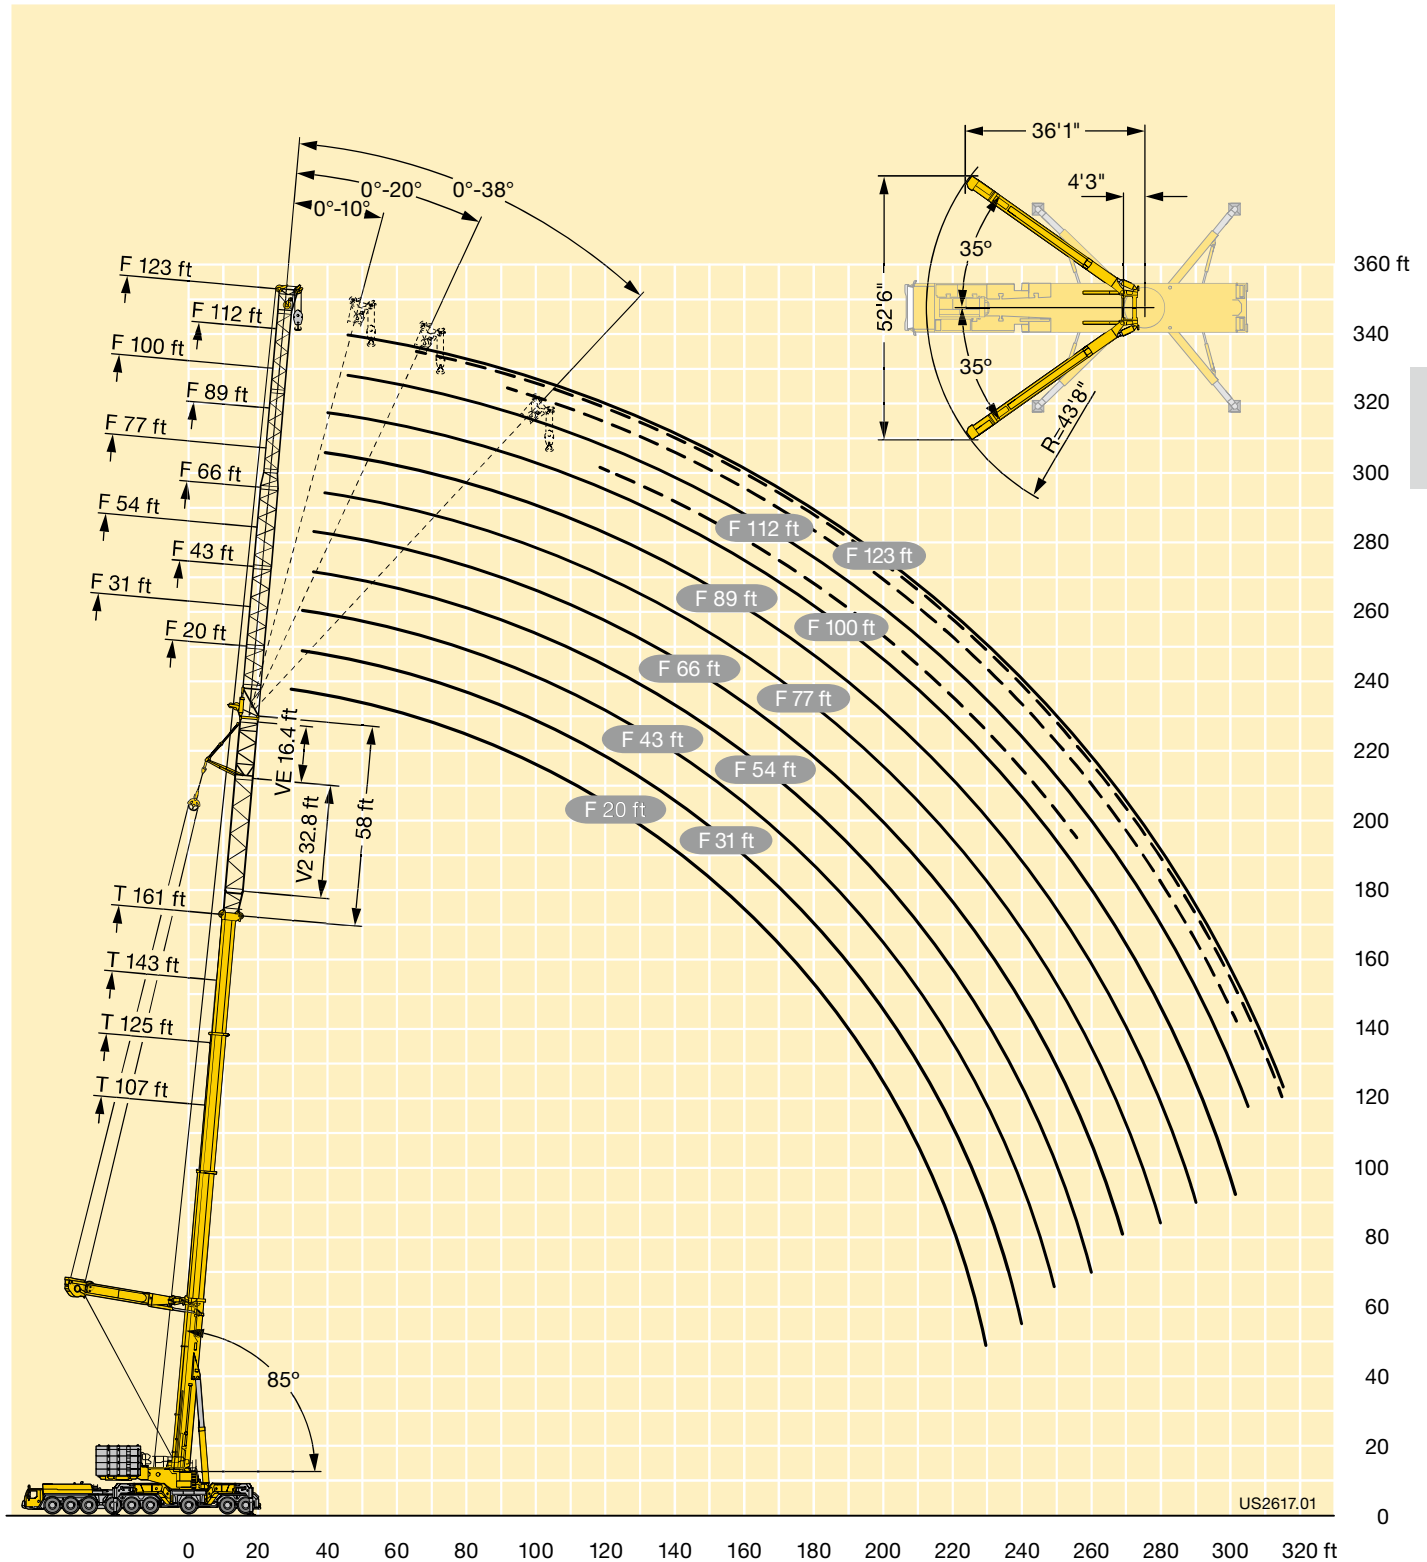 36'1"
4'3"
0°-20°
0°-38°
0°-10°
35°
52'6"
35°
R=43'8"
F 123 ft
F 112 ft
F 100 ft
F 89 ft
F 77 ft
F 66 ft
F 54 ft
F 43 ft
F 31 ft
F 20 ft
VE 16.4 ft
V2 32.8 ft
58 ft
T 161 ft
T 143 ft
T 125 ft
T 107 ft
85°
F 112 ft
F 123 ft
F 89 ft
F 100 ft
F 66 ft
F 77 ft
F 43 ft
F 54 ft
F 20 ft
F 31 ft
360 ft
340
320
300
280
260
240
220
200
180
160
140
120
100
80
60
40
20
0
US2617.01
0 20 40 60 80 100 120 140 160 180 200 220 240 260 280 300 320 ft